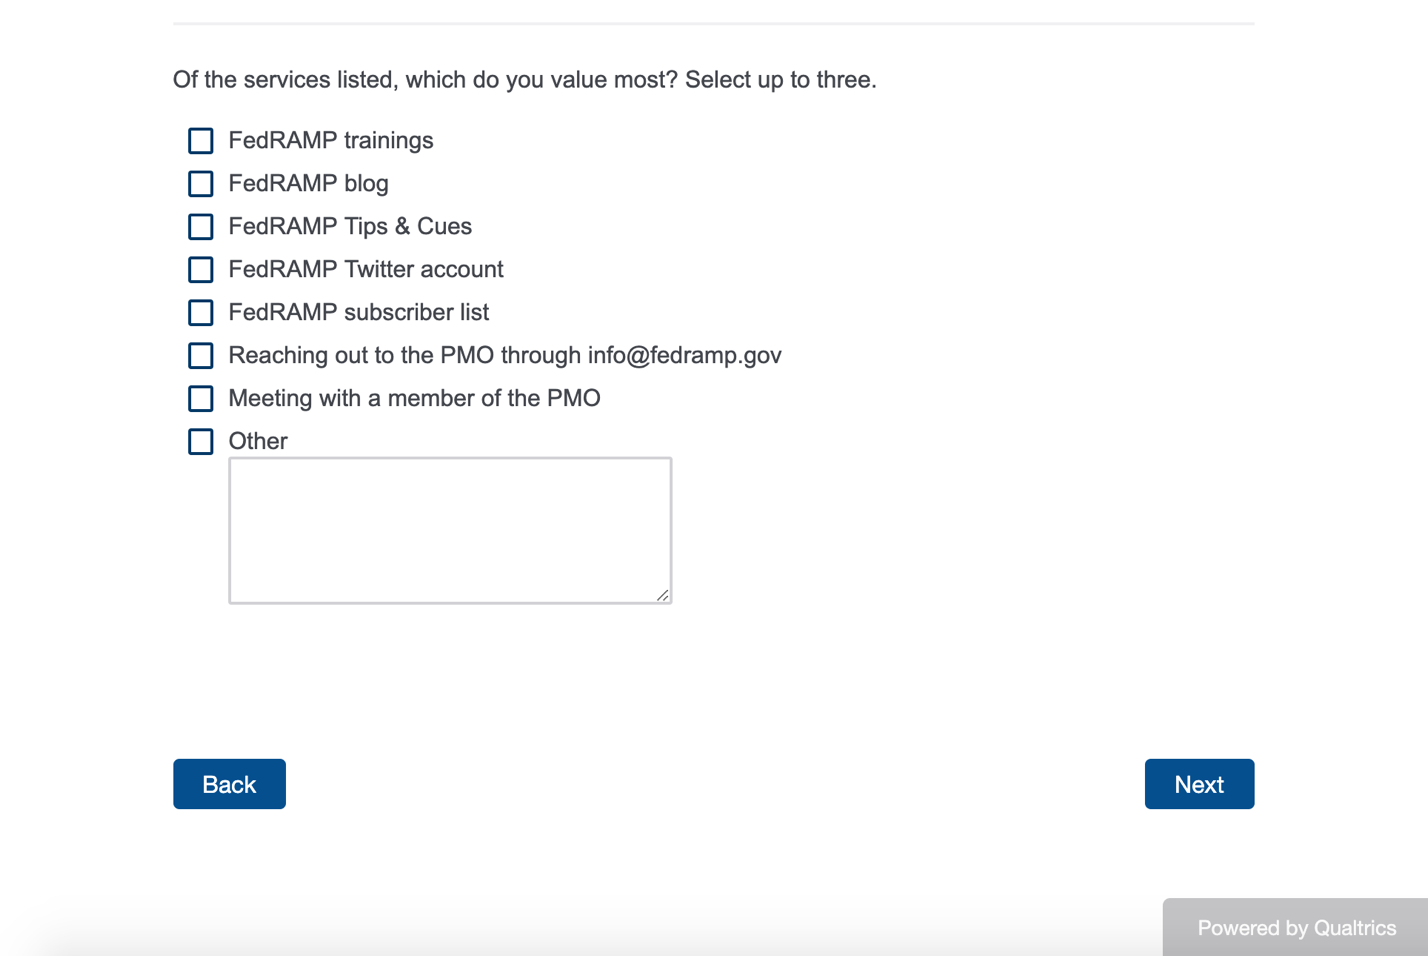 Of the services listed, which do you value most? Select up to three.
FedRAMP trainings
FedRAMP blog
FedRAMP Tips & Cues
FedRAMP Twitter account
FedRAMP subscriber list
Reaching out to the PMO through info@fedramp.gov
Meeting with a member of the PMO
Other
Back
Next
Powered by Qualtrics